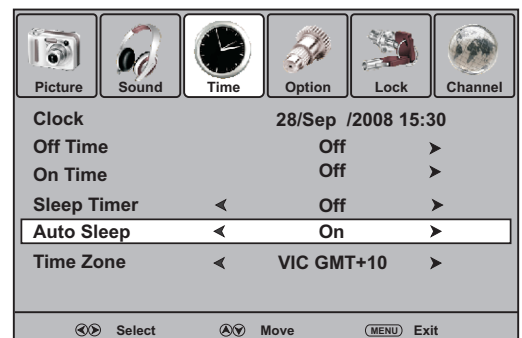 Picture Sound Time Option Lock Channel
Clock 28/Sep /2008 15:30
Off Time Off
On Time Off
Sleep Timer Off
Auto Sleep On
Time Zone VIC GMT+10
Select Move MENU Exit